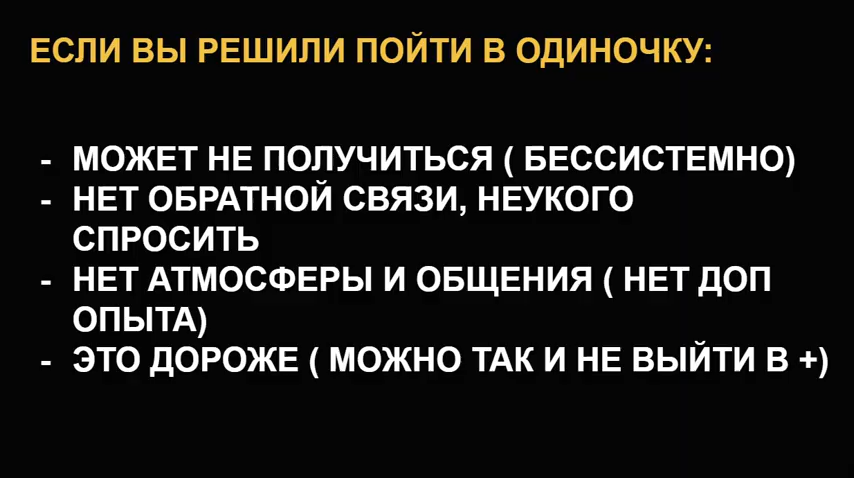 ЕСЛИ ВЫ РЕШИЛИ ПОЙТИ В ОДИНОЧКУ:
- МОЖЕТ НЕ ПОЛУЧИТЬСЯ ( БЕССИСТЕМНО)
- НЕТ ОБРАТНОЙ СВЯЗИ, НЕУКОГО
СПРОСИТЬ
- НЕТ АТМОСФЕРЫ И ОБЩЕНИЯ ( НЕТ ДОП
ОПЫТА)
- ЭТО ДОРОЖЕ ( МОЖНО ТАК И НЕ ВЫЙТИ В +)